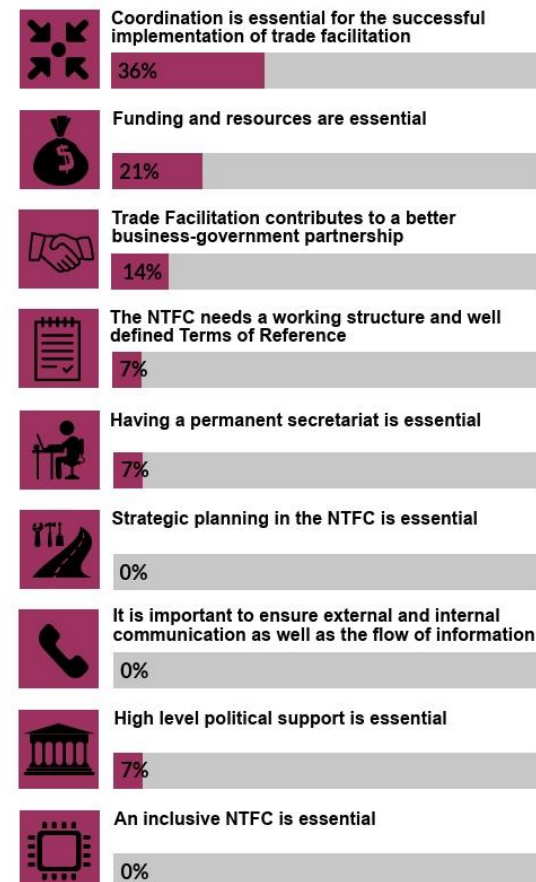 Coordination is essential for the successful
implementation of trade facilitation
36%
Funding and resources are essential
$
21%
Trade Facilitation contributes to a better
business-government partnership
14%
The NTFC needs a working structure and well
defined Terms of Reference
7%
Having a permanent secretariat is essential
7%
Strategic planning in the NTFC is essential
0%
It is important to ensure external and internal
communication as well as the flow of information
0%
High level political support is essential
7%
An inclusive NTFC is essential
0%